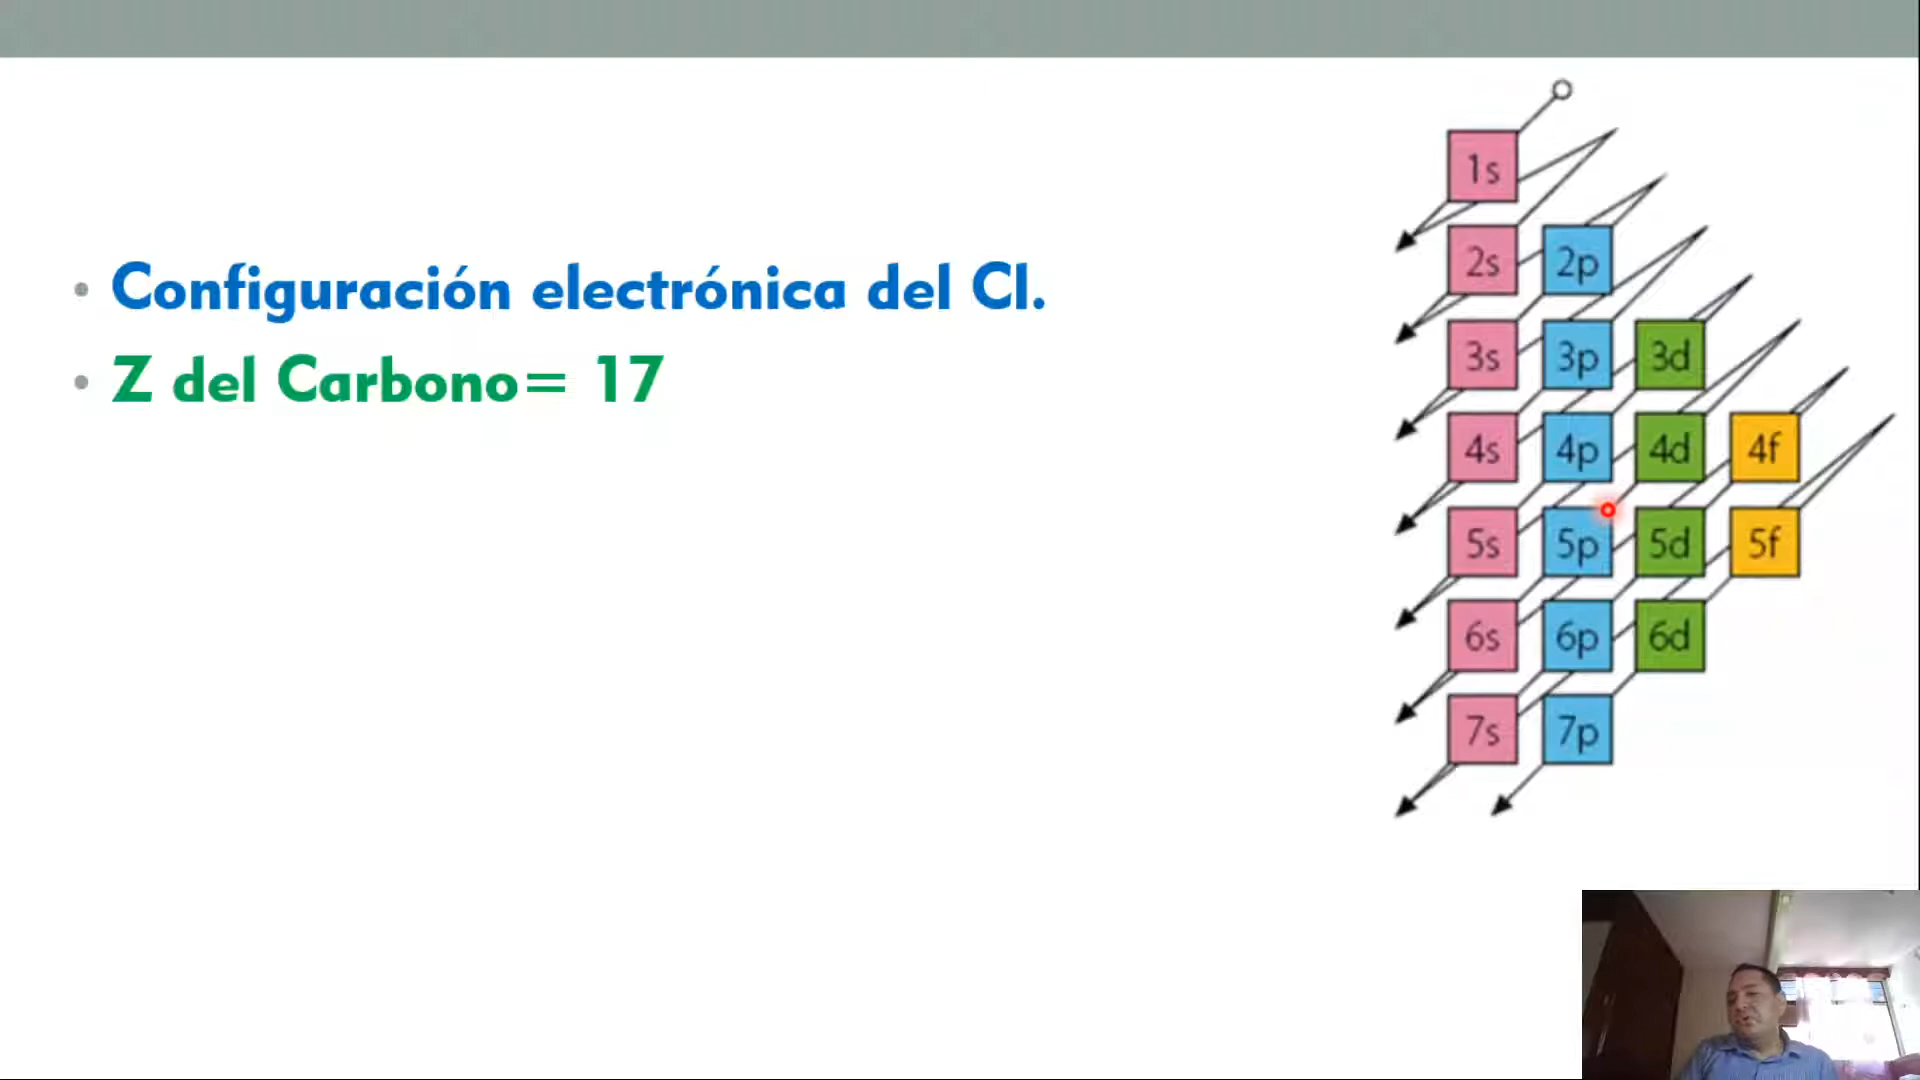 • Configuración electrónica del Cl.
• Z del Carbono= 17
1s
2s 2p
3s 3p 3d
4s 4p 4d 4f
5s 5p 5d 5f
6s 6p 6d
7s 7p